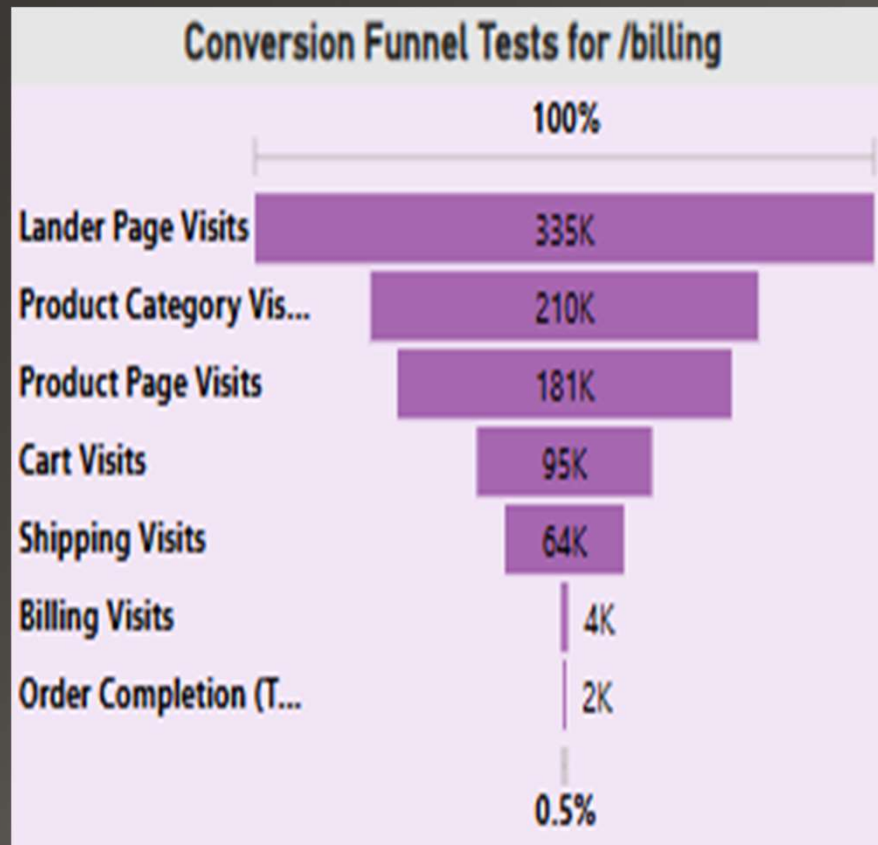 Conversion Funnel Tests for /billing
100%
Lander Page Visits 335K
Product Category Vis... 210K
Product Page Visits 181K
Cart Visits 95K
Shipping Visits 64K
Billing Visits 4K
Order Completion (T... 2K
0.5%